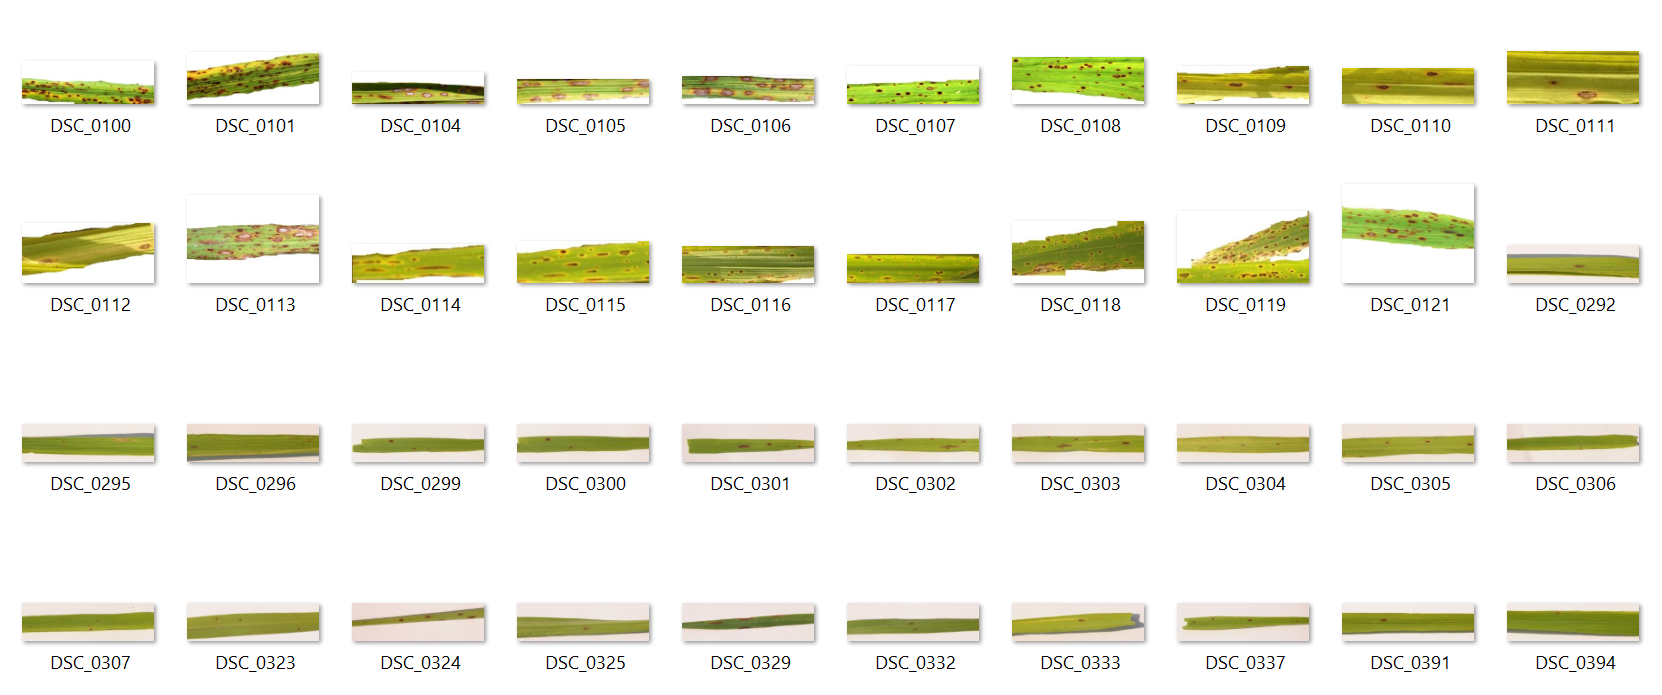 DSC_0100 DSC_0101 DSC_0104 DSC_0105 DSC_0106 DSC_0107 DSC_0108 DSC_0109 DSC_0110 DSC_0111
DSC_0112 DSC_0113 DSC_0114 DSC_0115 DSC_0116 DSC_0117 DSC_0118 DSC_0119 DSC_0121 DSC_0292
DSC_0295 DSC_0296 DSC_0299 DSC_0300 DSC_0301 DSC_0302 DSC_0303 DSC_0304 DSC_0305 DSC_0306
DSC_0307 DSC_0323 DSC_0324 DSC_0325 DSC_0329 DSC_0332 DSC_0333 DSC_0337 DSC_0391 DSC_0394